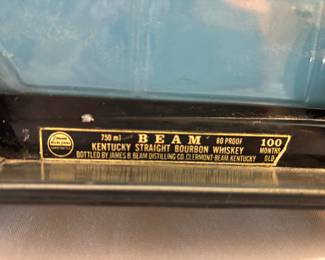 750 ml BEAM 80 PROOF 100
KENTUCKY STRAIGHT BOURBON WHISKEY MONTHS
BOTTLED BY JAMES B. BEAM DISTILLING CO. CLERMONT-BEAM, KENTUCKY OLD